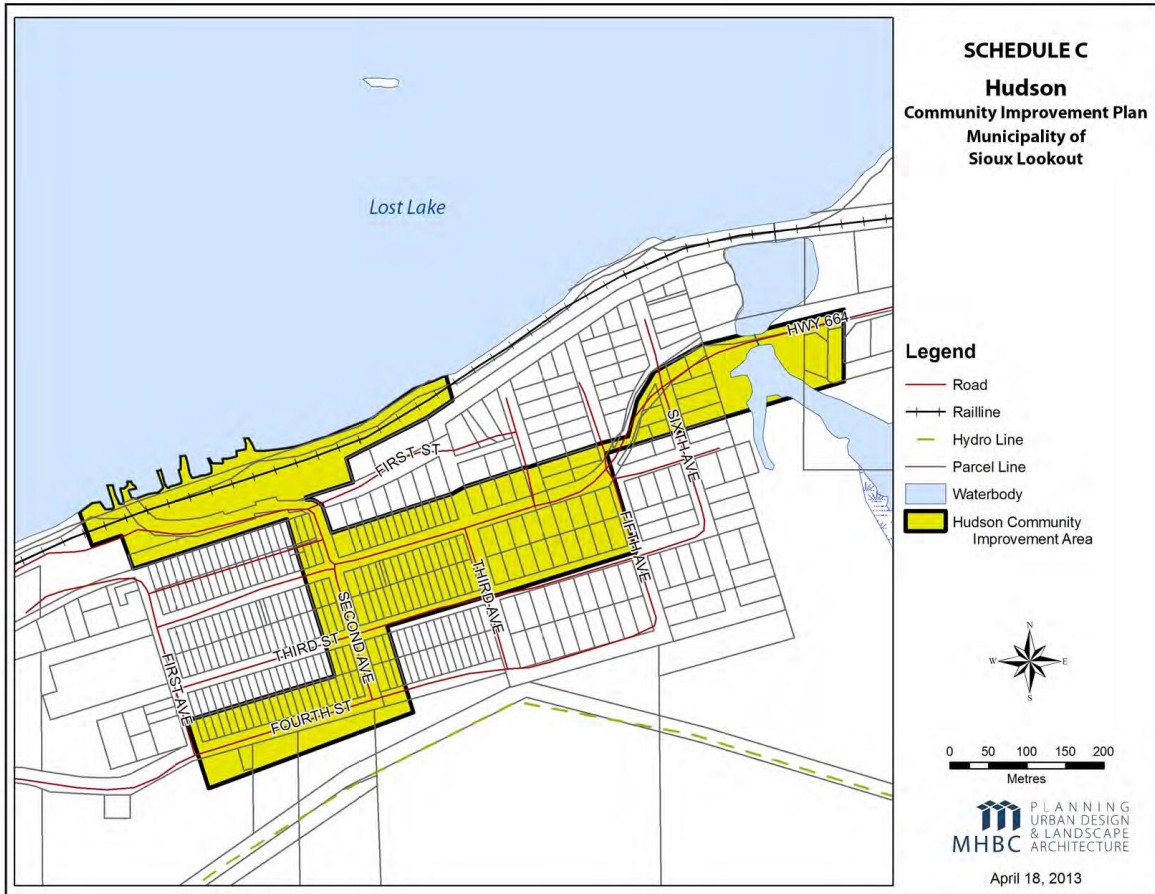 SCHEDULE C
Hudson
Community Improvement Plan
Municipality of
Sioux Lookout
Lost Lake
HWY 664
FIRST ST
SIXTH AVE
FIFTH AVE
THIRD AVE
SECOND AVE
THIRD ST
FIRST AVE
FOURTH ST
Legend
Road
Railline
Hydro Line
Parcel Line
Waterbody
Hudson Community
Improvement Area
N
W
E
S
0 50 100 150 200
Metres
MHBC
PLANNING
URBAN DESIGN
& LANDSCAPE
ARCHITECTURE
April 18, 2013